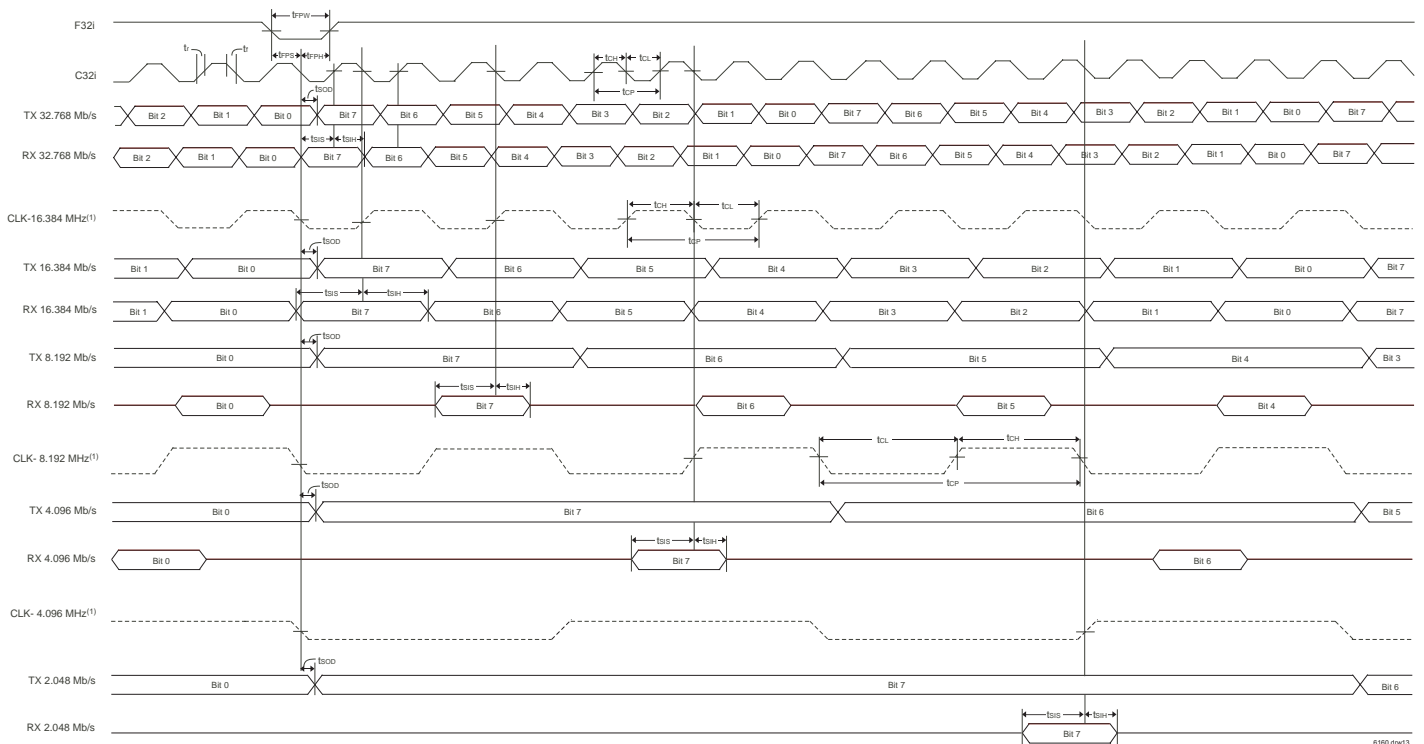 tFPW
F32i
tr tf tFPS tFPH tCH tCL
C32i
tCP
tSOD
TX 32.768 Mb/s Bit 2 Bit 1 Bit 0 Bit 7 Bit 6 Bit 5 Bit 4 Bit 3 Bit 2 Bit 1 Bit 0 Bit 7 Bit 6 Bit 5 Bit 4 Bit 3 Bit 2 Bit 1 Bit 0 Bit 7
tSIS tSIH
RX 32.768 Mb/s Bit 2 Bit 1 Bit 0 Bit 7 Bit 6 Bit 5 Bit 4 Bit 3 Bit 2 Bit 1 Bit 0 Bit 7 Bit 6 Bit 5 Bit 4 Bit 3 Bit 2 Bit 1 Bit 0 Bit 7
tCH tCL
CLK-16.384 MHz(1)
tSOD tCP
TX 16.384 Mb/s Bit 1 Bit 0 Bit 7 Bit 6 Bit 5 Bit 4 Bit 3 Bit 2 Bit 1 Bit 0 Bit 7
tSIS tSIH
RX 16.384 Mb/s Bit 1 Bit 0 Bit 7 Bit 6 Bit 5 Bit 4 Bit 3 Bit 2 Bit 1 Bit 0 Bit 7
tSOD
TX 8.192 Mb/s Bit 0 Bit 7 Bit 6 Bit 5 Bit 4 Bit 3
tSIS tSIH
RX 8.192 Mb/s Bit 0 Bit 7 Bit 6 Bit 5 Bit 4
tCL tCH
CLK- 8.192 MHz(1)
tSOD tCP
TX 4.096 Mb/s Bit 0 Bit 7 Bit 6 Bit 5
tSIS tSIH
RX 4.096 Mb/s Bit 0 Bit 7 Bit 6
CLK- 4.096 MHz(1)
tSOD
TX 2.048 Mb/s Bit 0 Bit 7 Bit 6
tSIS tSIH
RX 2.048 Mb/s Bit 7
6160 drw13